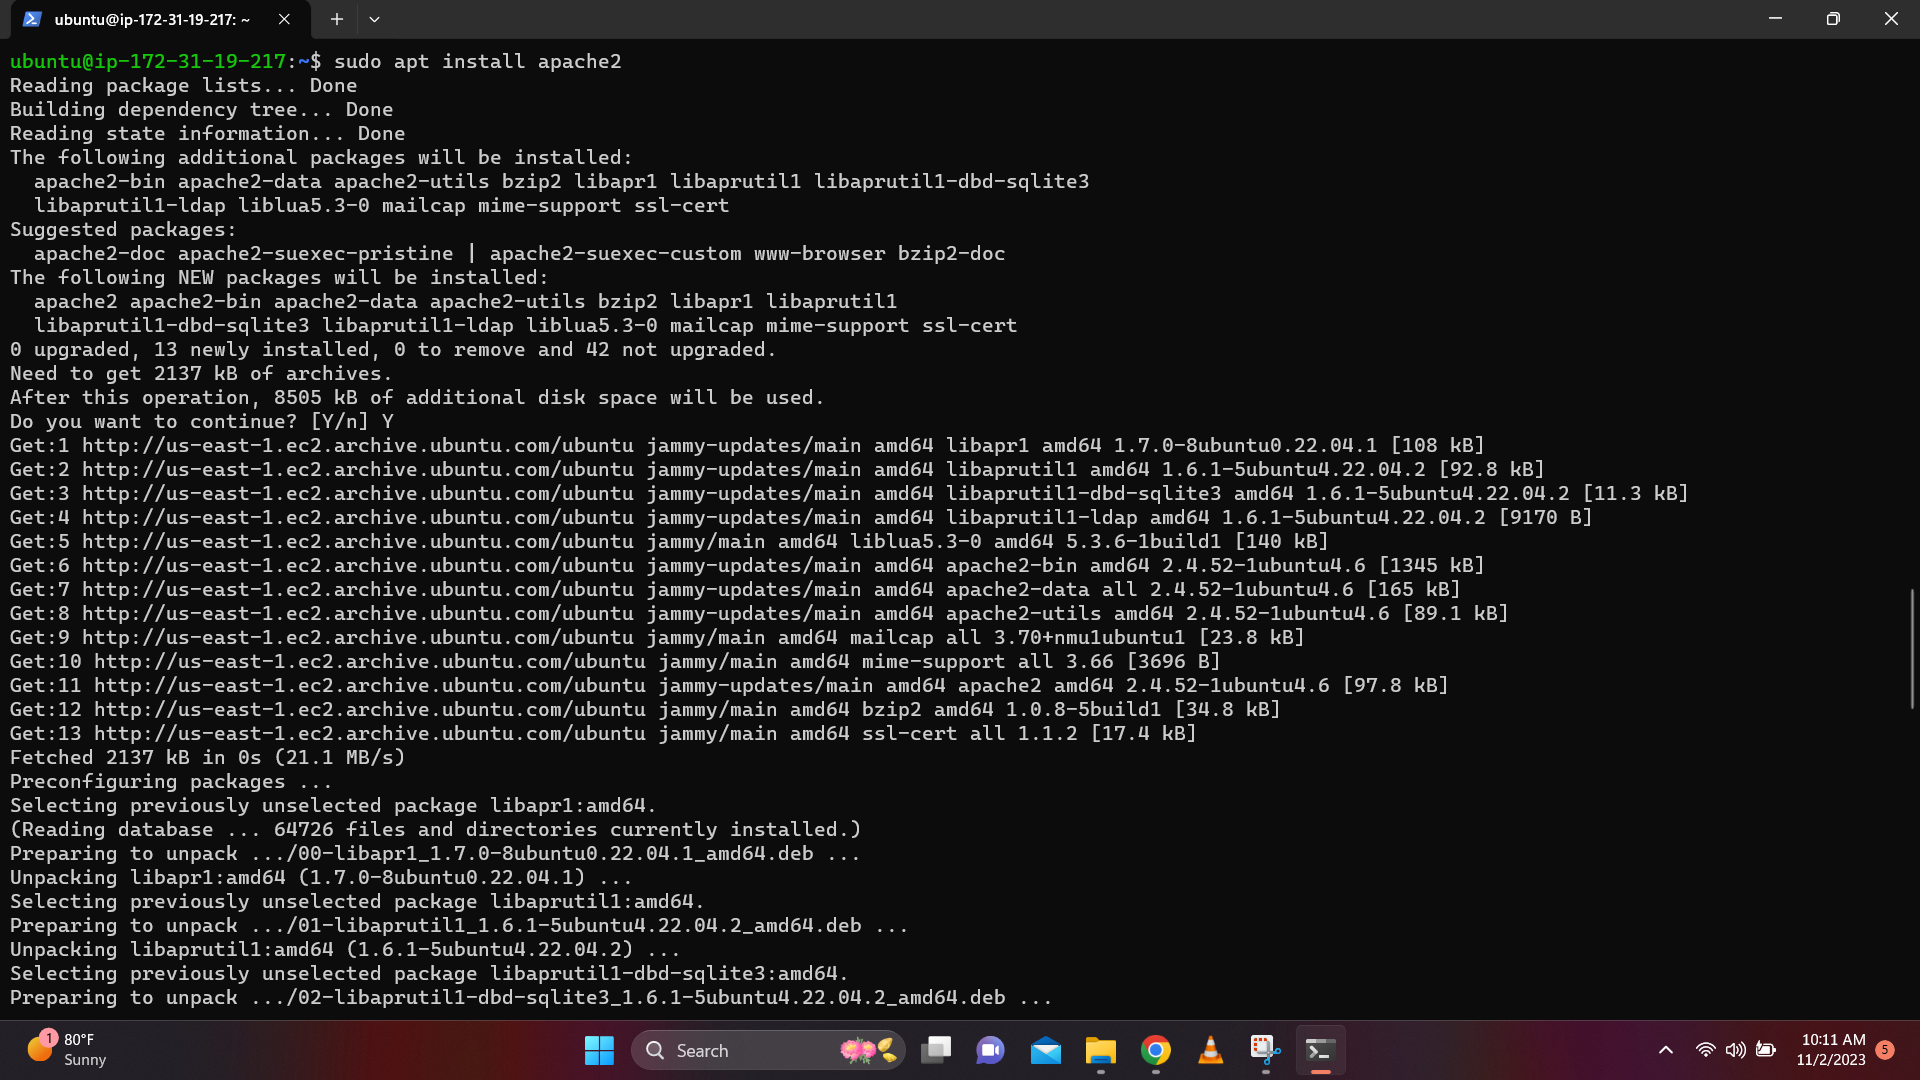 ubuntu@ip-172-31-19-217: ~
ubuntu@ip-172-31-19-217:~$ sudo apt install apache2
Reading package lists... Done
Building dependency tree... Done
Reading state information... Done
The following additional packages will be installed:
  apache2-bin apache2-data apache2-utils bzip2 libapr1 libaprutil1 libaprutil1-dbd-sqlite3
  libaprutil1-ldap liblua5.3-0 mailcap mime-support ssl-cert
Suggested packages:
  apache2-doc apache2-suexec-pristine | apache2-suexec-custom www-browser bzip2-doc
The following NEW packages will be installed:
  apache2 apache2-bin apache2-data apache2-utils bzip2 libapr1 libaprutil1
  libaprutil1-dbd-sqlite3 libaprutil1-ldap liblua5.3-0 mailcap mime-support ssl-cert
0 upgraded, 13 newly installed, 0 to remove and 42 not upgraded.
Need to get 2137 kB of archives.
After this operation, 8505 kB of additional disk space will be used.
Do you want to continue? [Y/n] Y
Get:1 http://us-east-1.ec2.archive.ubuntu.com/ubuntu jammy-updates/main amd64 libapr1 amd64 1.7.0-8ubuntu0.22.04.1 [108 kB]
Get:2 http://us-east-1.ec2.archive.ubuntu.com/ubuntu jammy-updates/main amd64 libaprutil1 amd64 1.6.1-5ubuntu4.22.04.2 [92.8 kB]
Get:3 http://us-east-1.ec2.archive.ubuntu.com/ubuntu jammy-updates/main amd64 libaprutil1-dbd-sqlite3 amd64 1.6.1-5ubuntu4.22.04.2 [11.3 kB]
Get:4 http://us-east-1.ec2.archive.ubuntu.com/ubuntu jammy-updates/main amd64 libaprutil1-ldap amd64 1.6.1-5ubuntu4.22.04.2 [9170 B]
Get:5 http://us-east-1.ec2.archive.ubuntu.com/ubuntu jammy/main amd64 liblua5.3-0 amd64 5.3.6-1build1 [140 kB]
Get:6 http://us-east-1.ec2.archive.ubuntu.com/ubuntu jammy-updates/main amd64 apache2-bin amd64 2.4.52-1ubuntu4.6 [1345 kB]
Get:7 http://us-east-1.ec2.archive.ubuntu.com/ubuntu jammy-updates/main amd64 apache2-data all 2.4.52-1ubuntu4.6 [165 kB]
Get:8 http://us-east-1.ec2.archive.ubuntu.com/ubuntu jammy-updates/main amd64 apache2-utils amd64 2.4.52-1ubuntu4.6 [89.1 kB]
Get:9 http://us-east-1.ec2.archive.ubuntu.com/ubuntu jammy/main amd64 mailcap all 3.70+nmu1ubuntu1 [23.8 kB]
Get:10 http://us-east-1.ec2.archive.ubuntu.com/ubuntu jammy/main amd64 mime-support all 3.66 [3696 B]
Get:11 http://us-east-1.ec2.archive.ubuntu.com/ubuntu jammy-updates/main amd64 apache2 amd64 2.4.52-1ubuntu4.6 [97.8 kB]
Get:12 http://us-east-1.ec2.archive.ubuntu.com/ubuntu jammy/main amd64 bzip2 amd64 1.0.8-5build1 [34.8 kB]
Get:13 http://us-east-1.ec2.archive.ubuntu.com/ubuntu jammy/main amd64 ssl-cert all 1.1.2 [17.4 kB]
Fetched 2137 kB in 0s (21.1 MB/s)
Preconfiguring packages ...
Selecting previously unselected package libapr1:amd64.
(Reading database ... 64726 files and directories currently installed.)
Preparing to unpack .../00-libapr1_1.7.0-8ubuntu0.22.04.1_amd64.deb ...
Unpacking libapr1:amd64 (1.7.0-8ubuntu0.22.04.1) ...
Selecting previously unselected package libaprutil1:amd64.
Preparing to unpack .../01-libaprutil1_1.6.1-5ubuntu4.22.04.2_amd64.deb ...
Unpacking libaprutil1:amd64 (1.6.1-5ubuntu4.22.04.2) ...
Selecting previously unselected package libaprutil1-dbd-sqlite3:amd64.
Preparing to unpack .../02-libaprutil1-dbd-sqlite3_1.6.1-5ubuntu4.22.04.2_amd64.deb ...
1
80°F
Sunny
Search
10:11 AM
11/2/2023
5